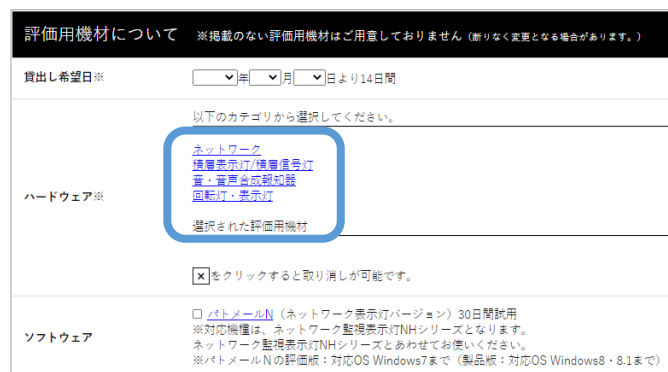 評価用機材について ※掲載のない評価用機材はご用意しておりません (断りなく変更となる場合があります。)
貸出し希望日※ 年 月 日より14日間
以下のカテゴリから選択してください。
ネットワーク
積層表示灯/積層信号灯
音・音声合成報知器
ハードウェア※ 回転灯・表示灯
選択された評価用機材
×をクリックすると取り消しが可能です。
パトメールN (ネットワーク表示灯バージョン) 30日間試用
※対応機種は、ネットワーク監視表示灯NHシリーズとなります。
ソフトウェア ネットワーク監視表示灯NHシリーズとあわせてお使いください。
※パトメールNの評価版:対応OS Windows7まで (製品版:対応OS Windows8・8.1まで)